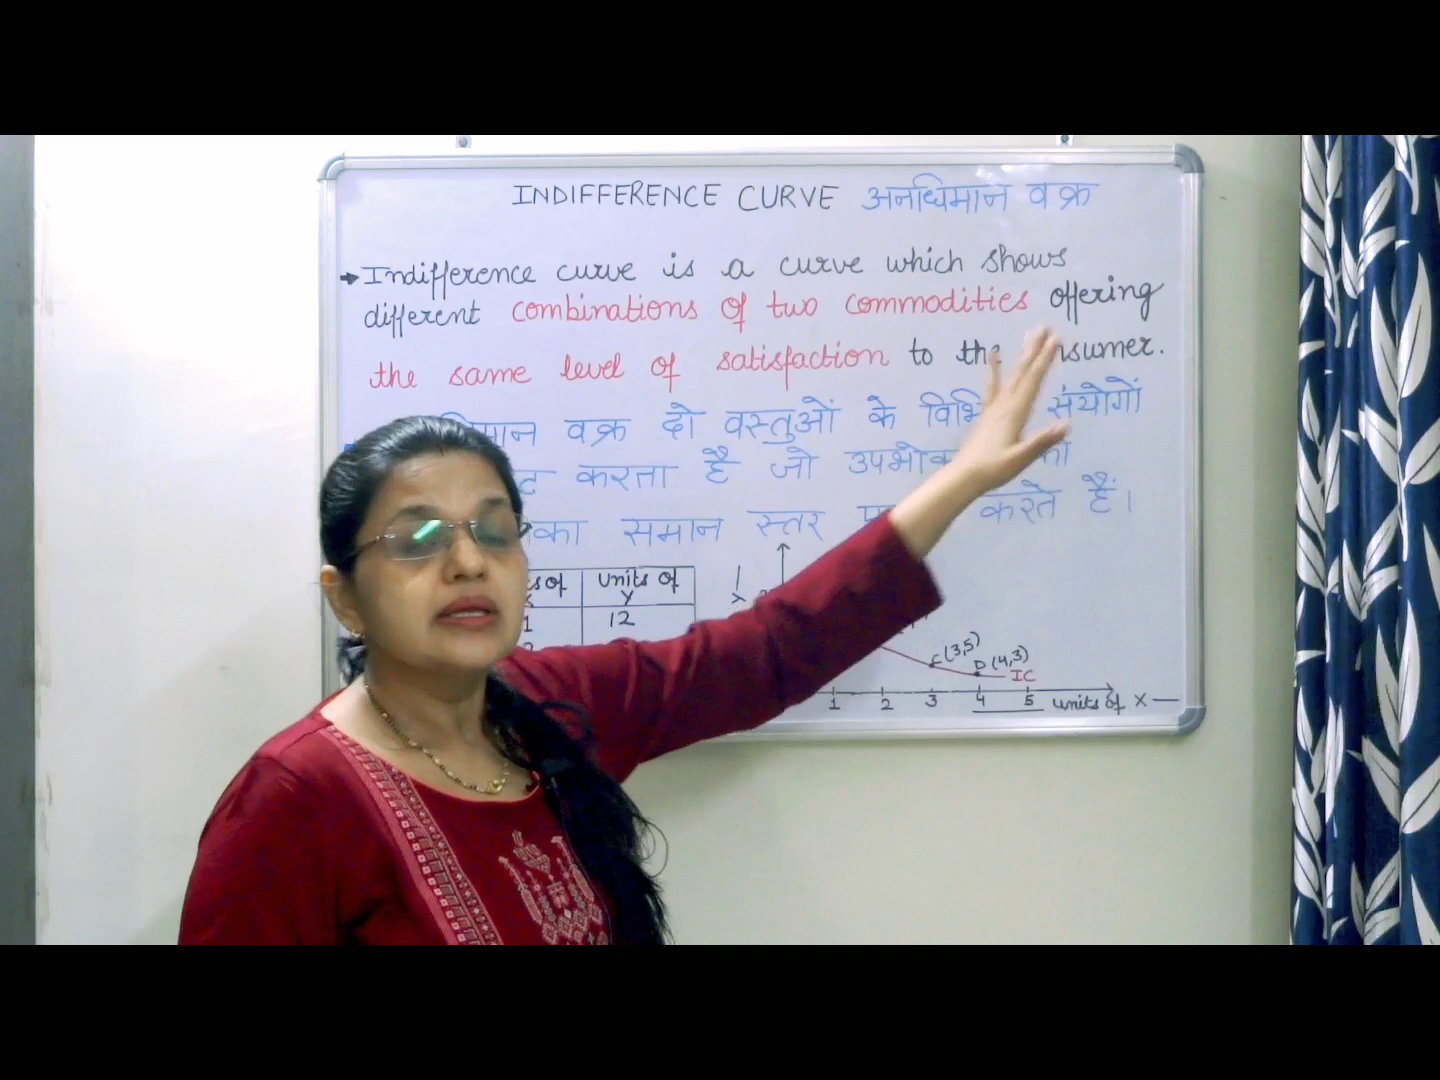 INDIFFERENCE CURVE अनधिमान वक्र
Indifference curve is a curve which shows
different combinations of two commodities offering
the same level of satisfaction to the
वक्र दो वस्तुओं के संयोगों
करता है जो
का समान स्तर करते हैं।
units of
Y
1 12
C(3,5)
D(4,3)
IC
1 2 3 4 5 units of X